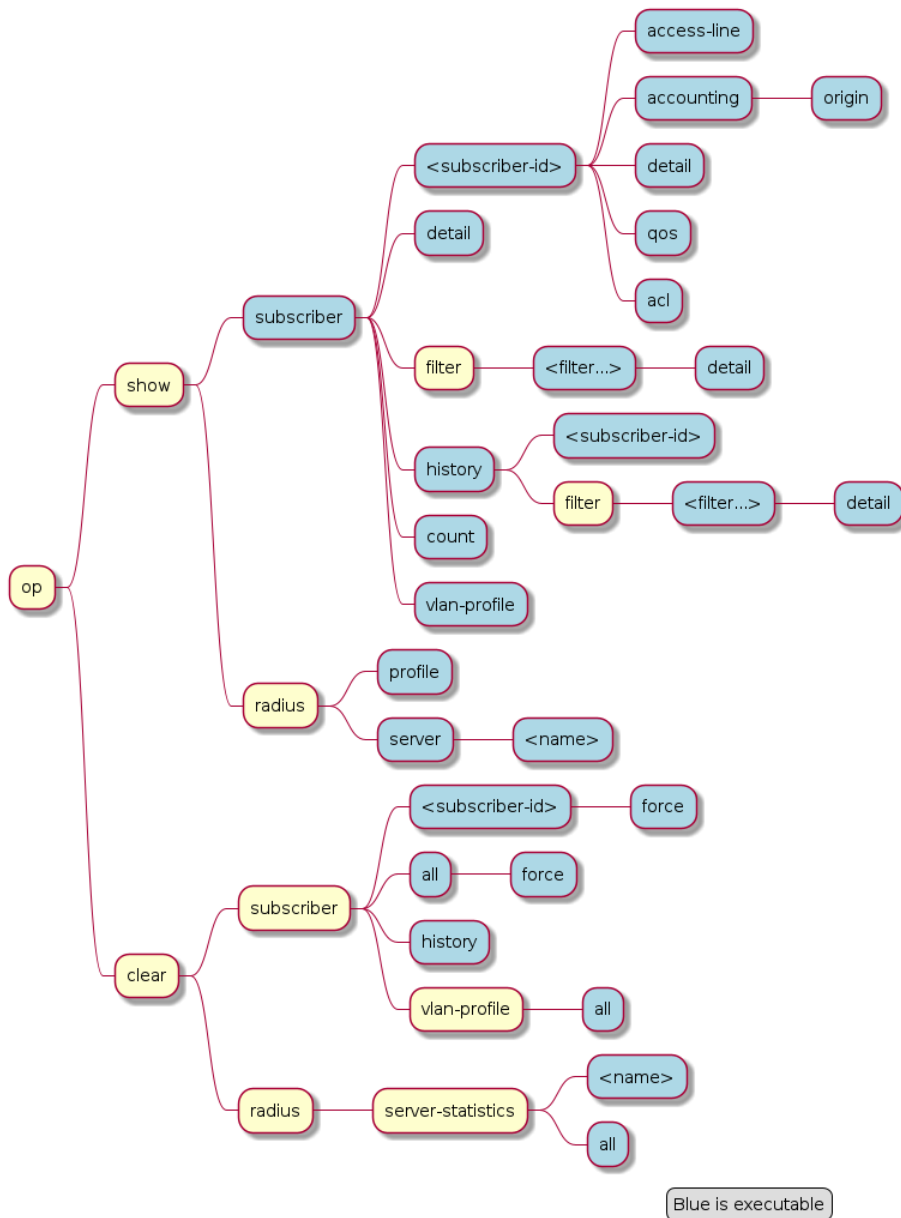 access-line
accounting
origin
<subscriber-id>
detail
detail
qos
acl
subscriber
filter
<filter...>
detail
show
history
<subscriber-id>
filter
<filter...>
detail
count
vlan-profile
op
radius
profile
server
<name>
<subscriber-id>
force
all
force
subscriber
history
clear
vlan-profile
all
radius
server-statistics
<name>
all
Blue is executable